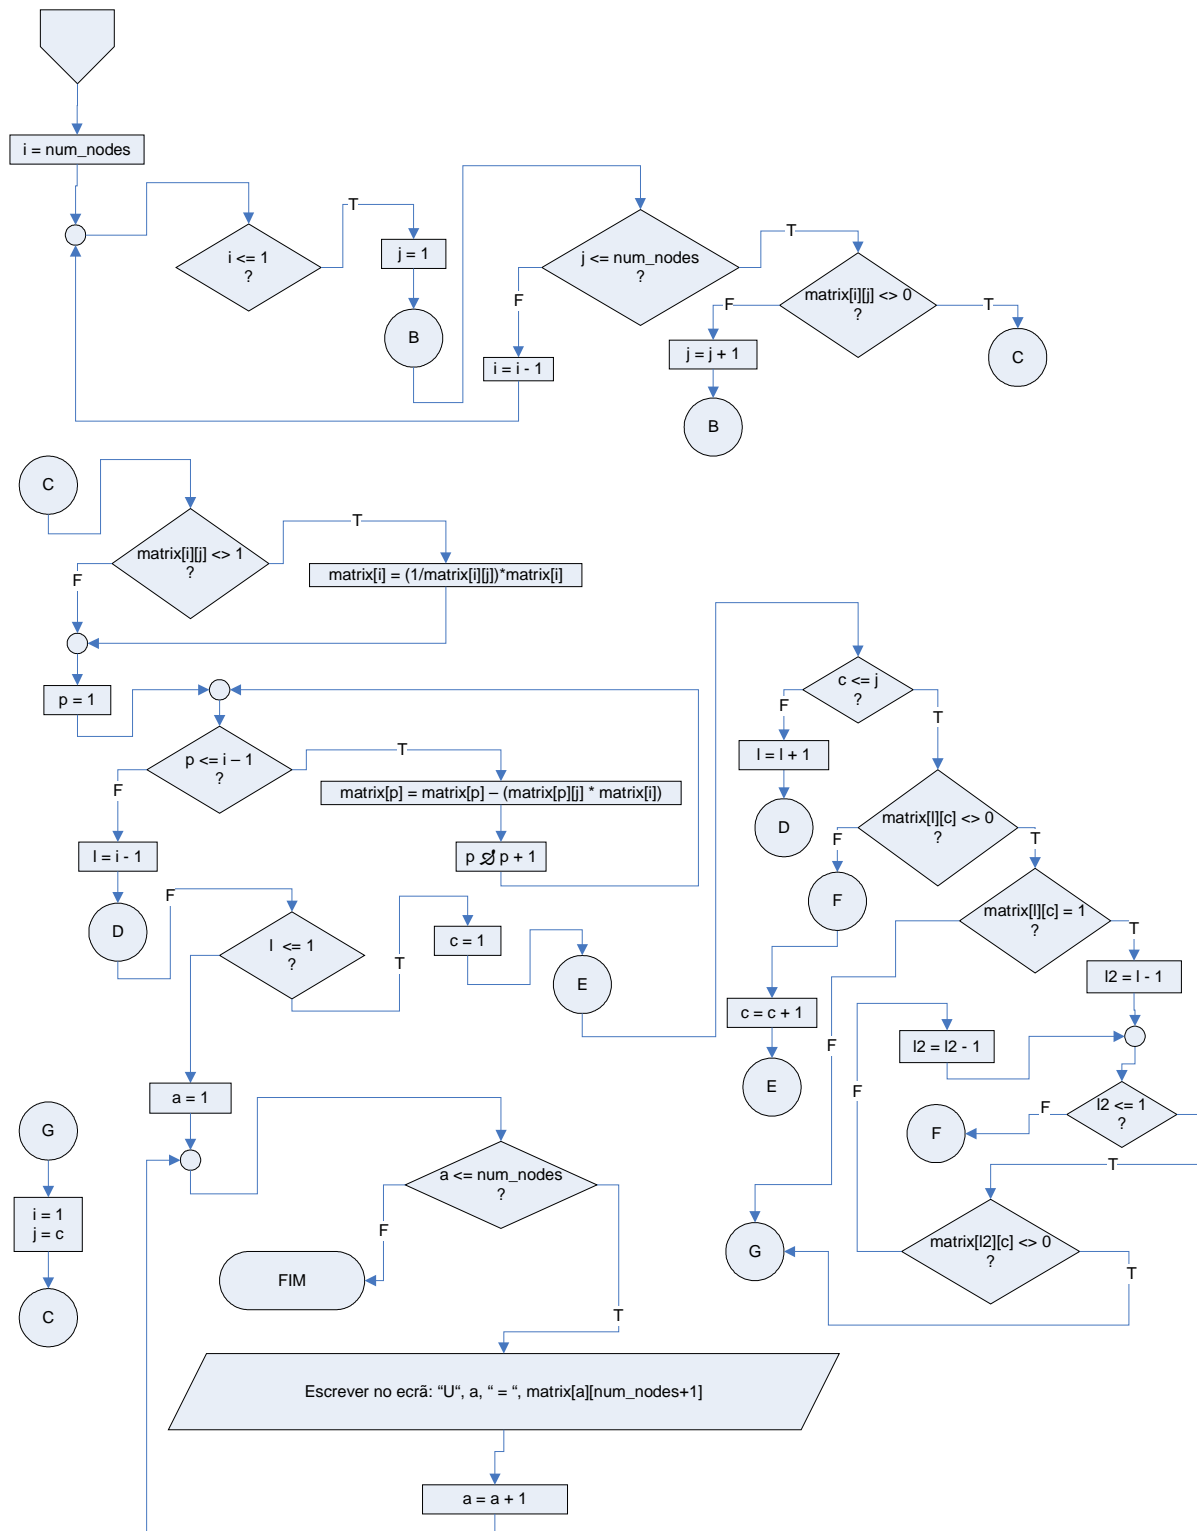 i = num_nodes
i <= 1
?
T
j = 1
B
j <= num_nodes
?
T
F
i = i - 1
matrix[i][j] <> 0
?
F
T
j = j + 1
B
C
C
matrix[i][j] <> 1
?
T
F
matrix[i] = (1/matrix[i][j])*matrix[i]
p = 1
p <= i – 1
?
T
F
matrix[p] = matrix[p] – (matrix[p][j] * matrix[i])
p p + 1
l = i - 1
D
F
l <= 1
?
T
c = 1
E
c <= j
?
F
T
l = l + 1
D
matrix[l][c] <> 0
?
F
T
F
matrix[l][c] = 1
?
T
F
c = c + 1
E
l2 = l - 1
l2 = l2 - 1
l2 <= 1
?
F
F
T
F
matrix[l2][c] <> 0
?
T
G
a = 1
G
i = 1
j = c
C
a <= num_nodes
?
F
T
FIM
Escrever no ecrã: “U“, a, “ = “, matrix[a][num_nodes+1]
a = a + 1